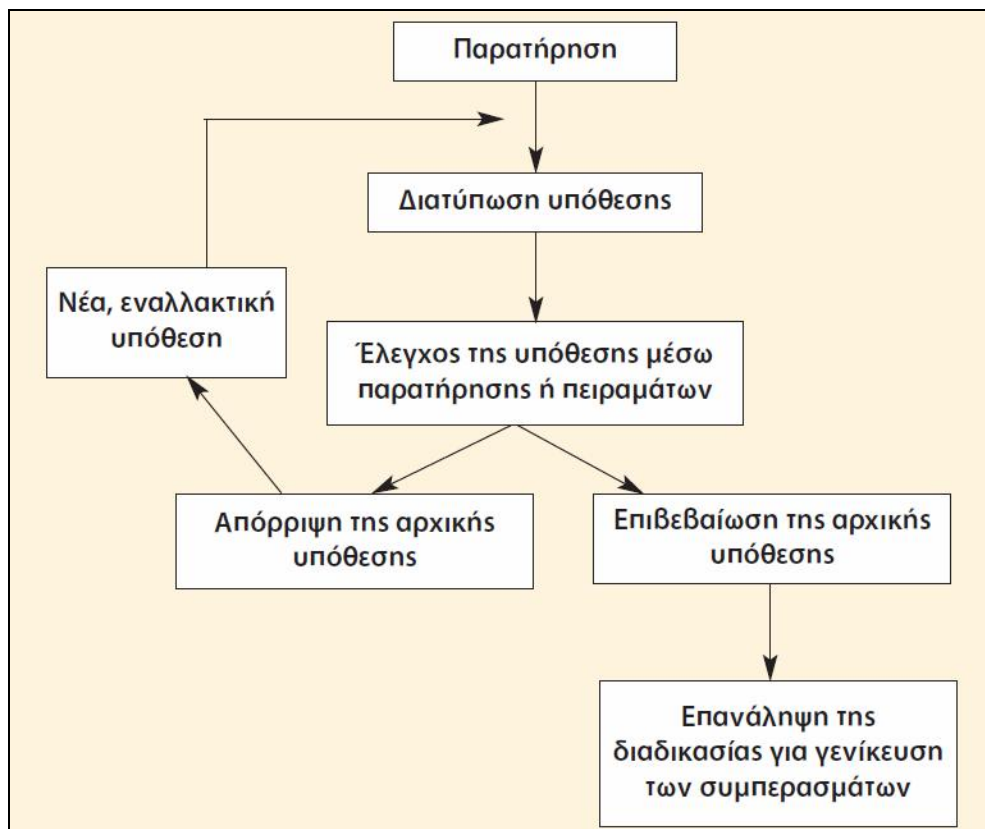 Παρατήρηση
Διατύπωση υπόθεσης
Νέα, εναλλακτική
υπόθεση
Έλεγχος της υπόθεσης μέσω
παρατήρησης ή πειραμάτων
Απόρριψη της αρχικής
υπόθεσης
Επιβεβαίωση της αρχικής
υπόθεσης
Επανάληψη της
διαδικασίας για γενίκευση
των συμπερασμάτων